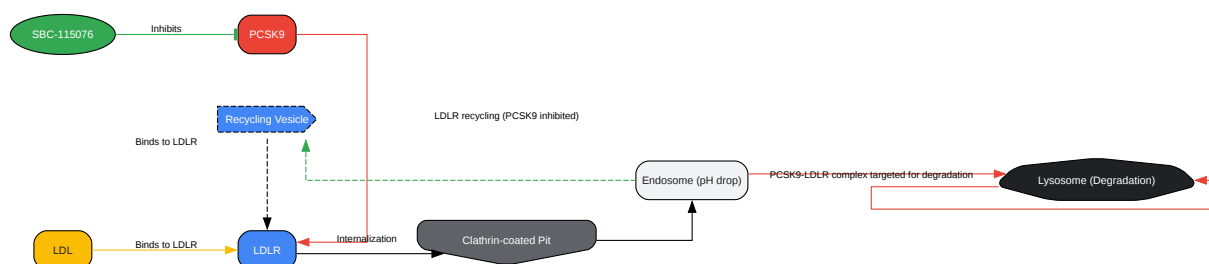 Inhibits
SBC-115076
PCSK9
LDLR recycling (PCSK9 inhibited)
Recycling Vesicle
Binds to LDLR
PCSK9-LDLR complex targeted for degradation
Endosome (pH drop)
Lysosome (Degradation)
Internalization
Clathrin-coated Pit
Binds to LDLR
LDL
LDLR